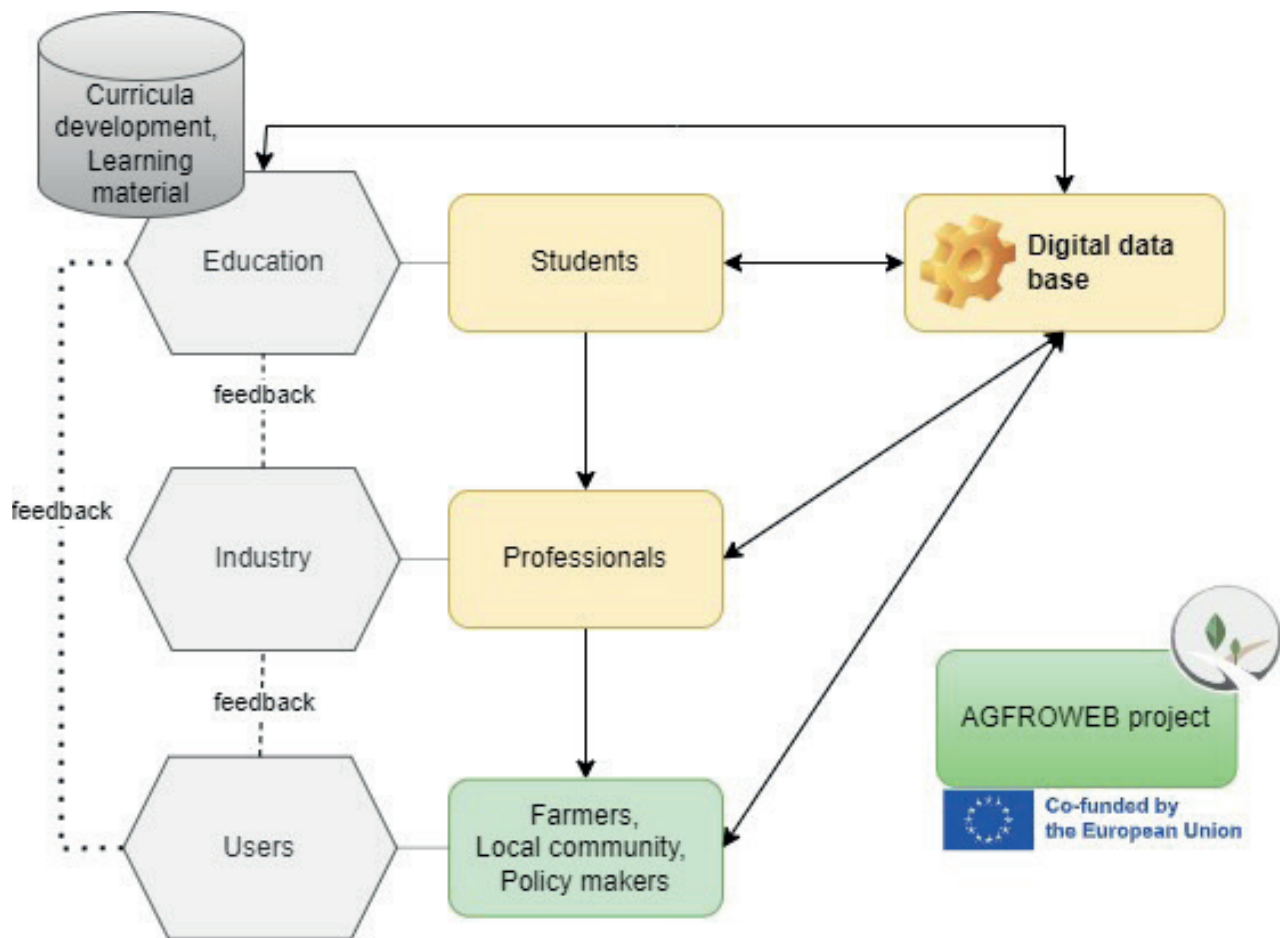 Curricula
development,
Learning
material
Education
Students
Digital data
base
feedback
feedback
Industry
Professionals
feedback
AGFROWEB project
Users
Farmers,
Local community,
Policy makers
Co-funded by
the European Union